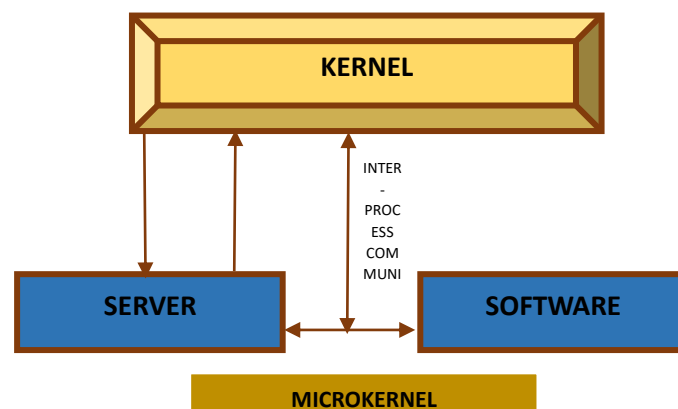 KERNEL
INTER
-
PROC
ESS
COM
MUNI
SERVER
SOFTWARE
MICROKERNEL